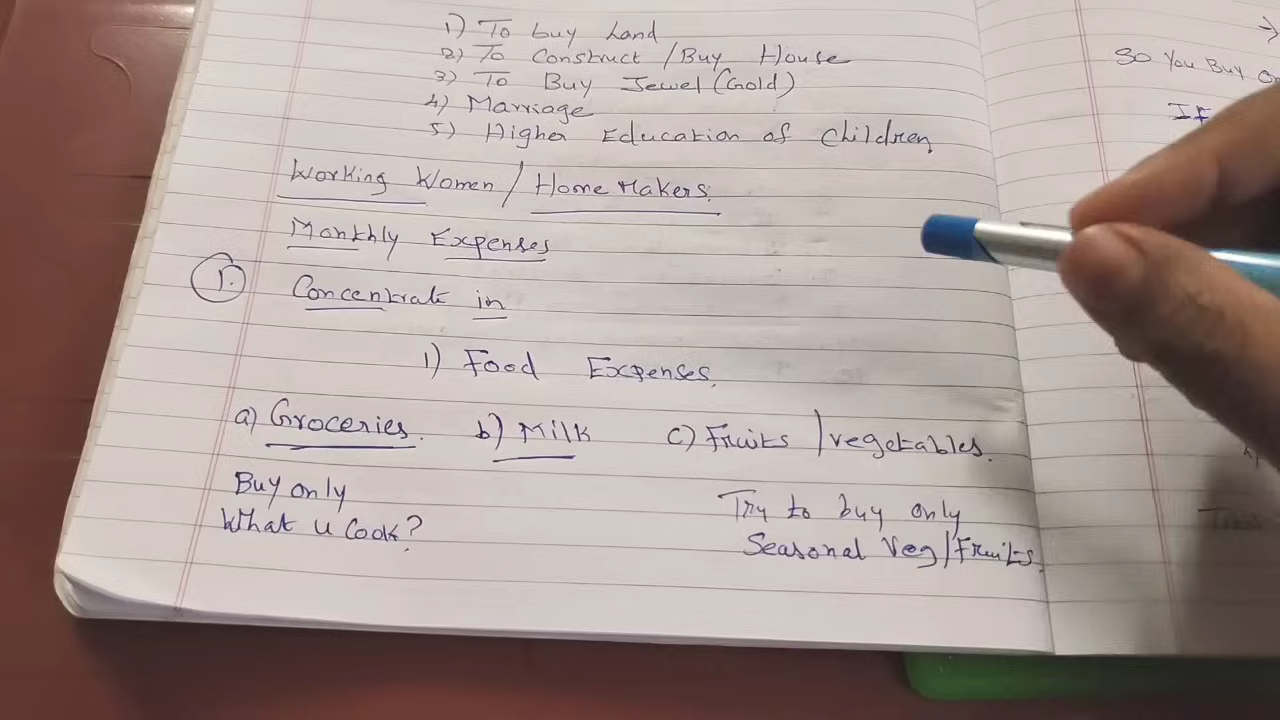 1) To buy Land
2) To Construct / Buy House
3) To Buy Jewel (Gold)
4) Marriage
5) Higher Education of Children.
Working Women / Home Makers.
Monthly Expenses
1. Concentrate in
1) Food Expenses.
a) Groceries. b) Milk c) Fruits / vegetables.
Buy only
What u Cook?
Try to buy only
Seasonal Veg / Fruits.
→
So You Buy
IF